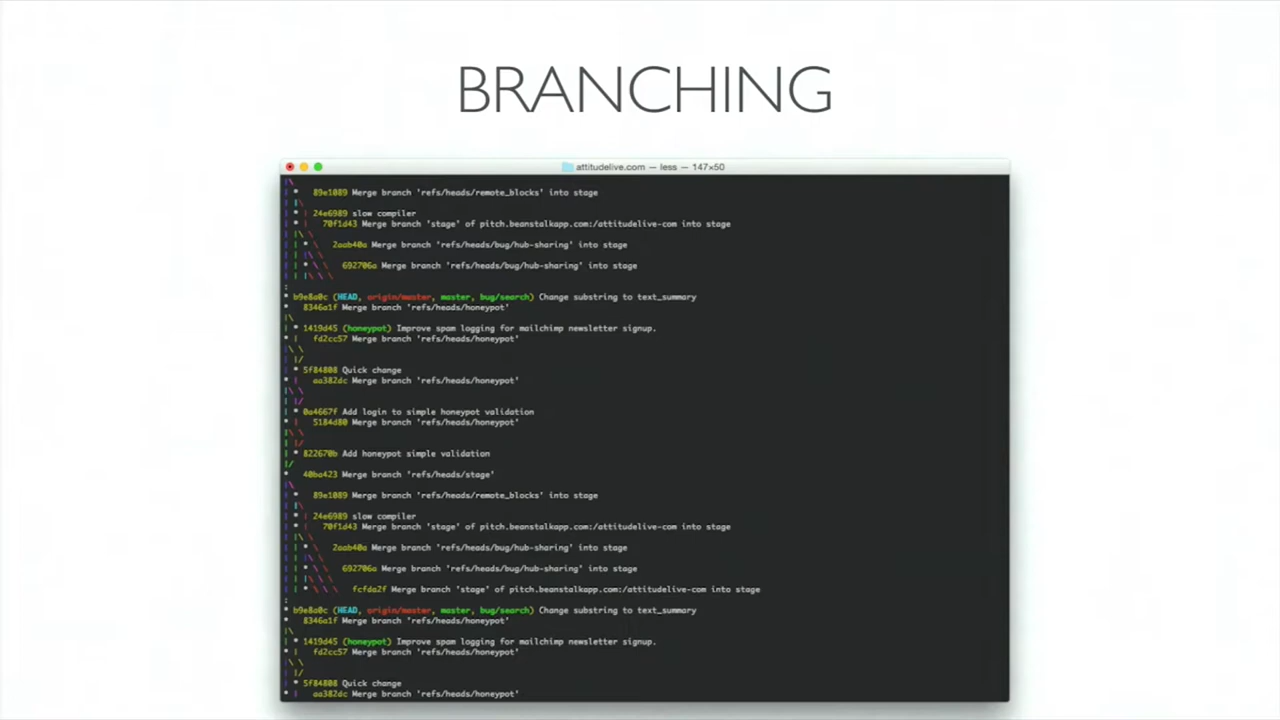 BRANCHING
attitudelive.com — less — 147×50
|\
| * 89e1089 Merge branch 'refs/heads/remote_blocks' into stage
| |\
| * | 24e6989 slow compiler
| * | 70f1d43 Merge branch 'stage' of pitch.beanstalkapp.com:/attitudelive-com into stage
| |\ \
| | * \ 2aab40a Merge branch 'refs/heads/bug/hub-sharing' into stage
| | |\ \
| | * \ \ 692706a Merge branch 'refs/heads/bug/hub-sharing' into stage
| | |\ \ \
:
* b9e8a0c (HEAD, origin/master, master, bug/search) Change substring to text_summary
* 8346a1f Merge branch 'refs/heads/honeypot'
|\
| * 1419d45 (honeypot) Improve spam logging for mailchimp newsletter signup.
* | fd2cc57 Merge branch 'refs/heads/honeypot'
|\ \
| |/
| * 5f84808 Quick change
* | aa382dc Merge branch 'refs/heads/honeypot'
|\ \
| |/
| * 0a4667f Add login to simple honeypot validation
* | 5184d80 Merge branch 'refs/heads/honeypot'
|\ \
| |/
| * 822670b Add honeypot simple validation
|/
* 40ba423 Merge branch 'refs/heads/stage'
|\
| * 89e1089 Merge branch 'refs/heads/remote_blocks' into stage
| |\
| * | 24e6989 slow compiler
| * | 70f1d43 Merge branch 'stage' of pitch.beanstalkapp.com:/attitudelive-com into stage
| |\ \
| | * \ 2aab40a Merge branch 'refs/heads/bug/hub-sharing' into stage
| | |\ \
| | * \ \ 692706a Merge branch 'refs/heads/bug/hub-sharing' into stage
| | |\ \ \
| | * \ \ \ fcfda2f Merge branch 'stage' of pitch.beanstalkapp.com:/attitudelive-com into stage
:
* b9e8a0c (HEAD, origin/master, master, bug/search) Change substring to text_summary
* 8346a1f Merge branch 'refs/heads/honeypot'
|\
| * 1419d45 (honeypot) Improve spam logging for mailchimp newsletter signup.
* | fd2cc57 Merge branch 'refs/heads/honeypot'
|\ \
| |/
| * 5f84808 Quick change
* | aa382dc Merge branch 'refs/heads/honeypot'